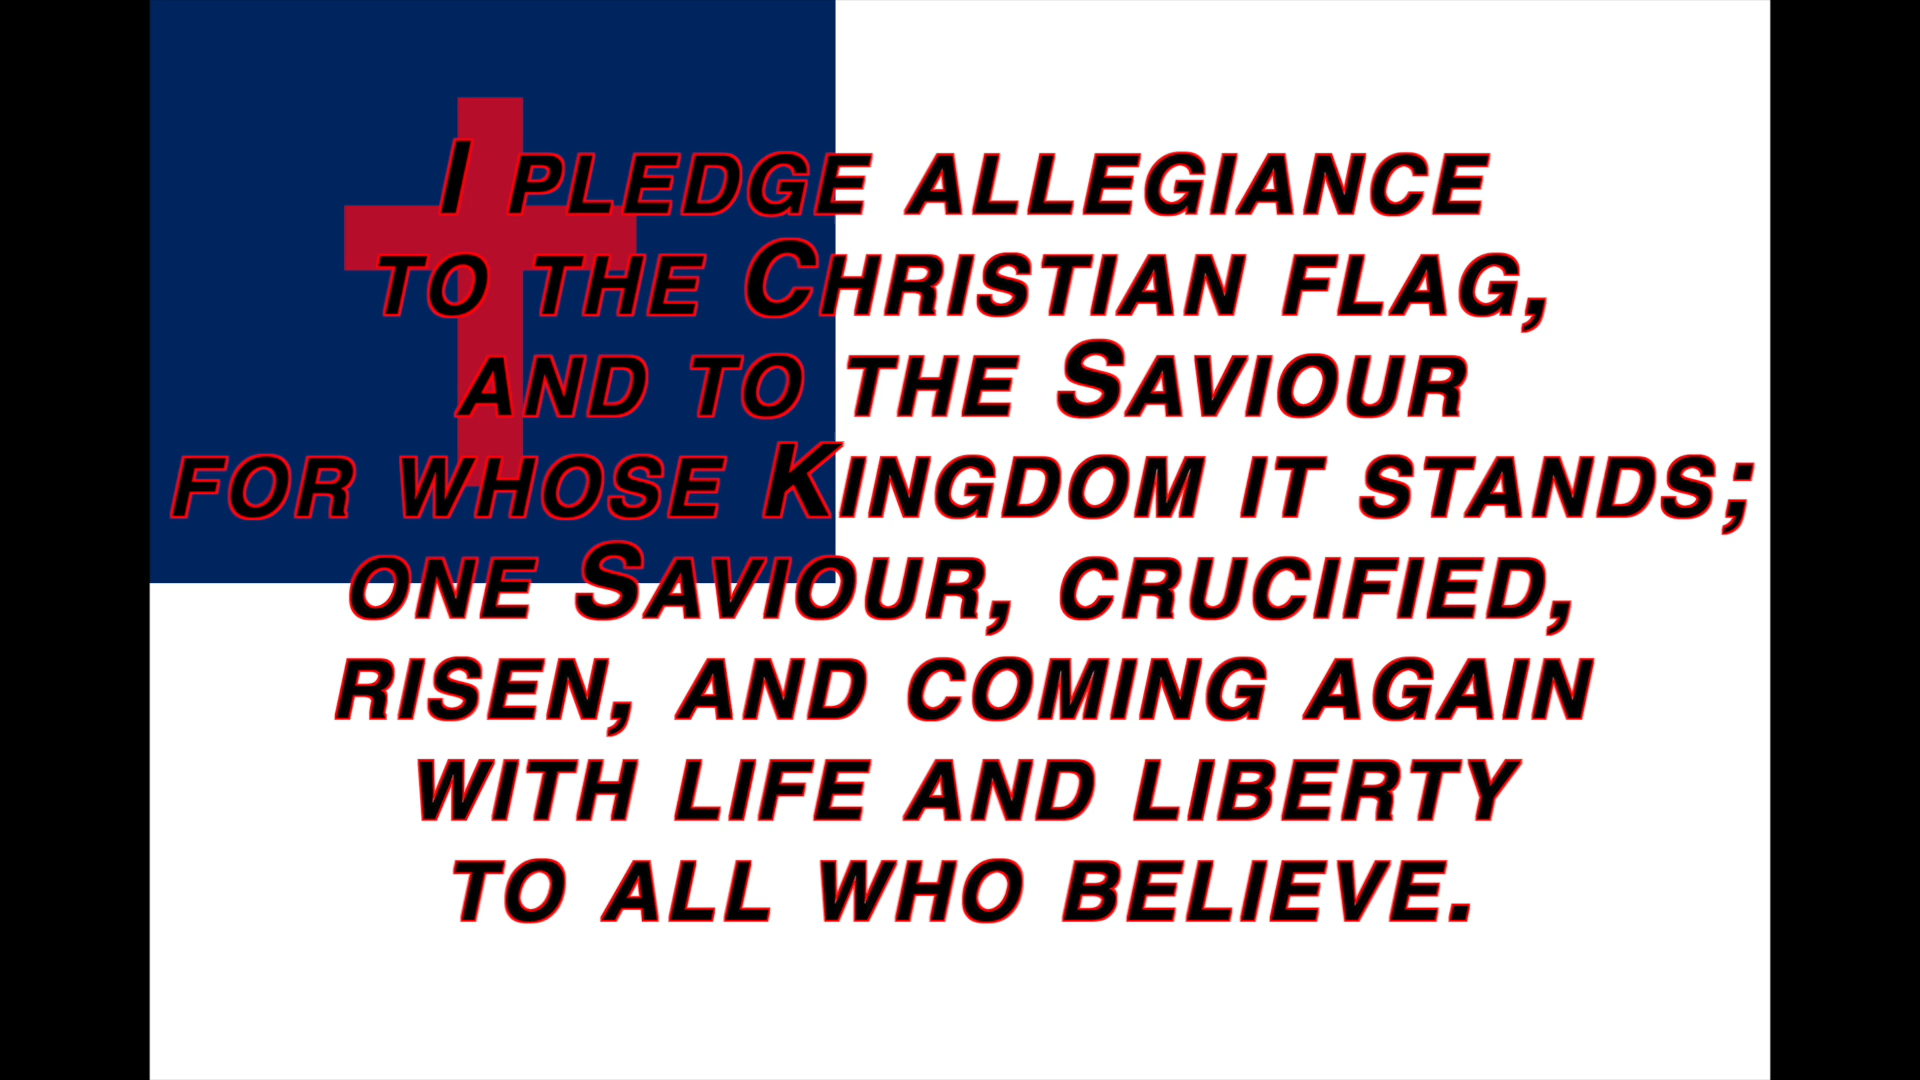 I pledge allegiance
to the Christian flag,
and to the Saviour
for whose Kingdom it stands;
one Saviour, crucified,
risen, and coming again
with life and liberty
to all who believe.